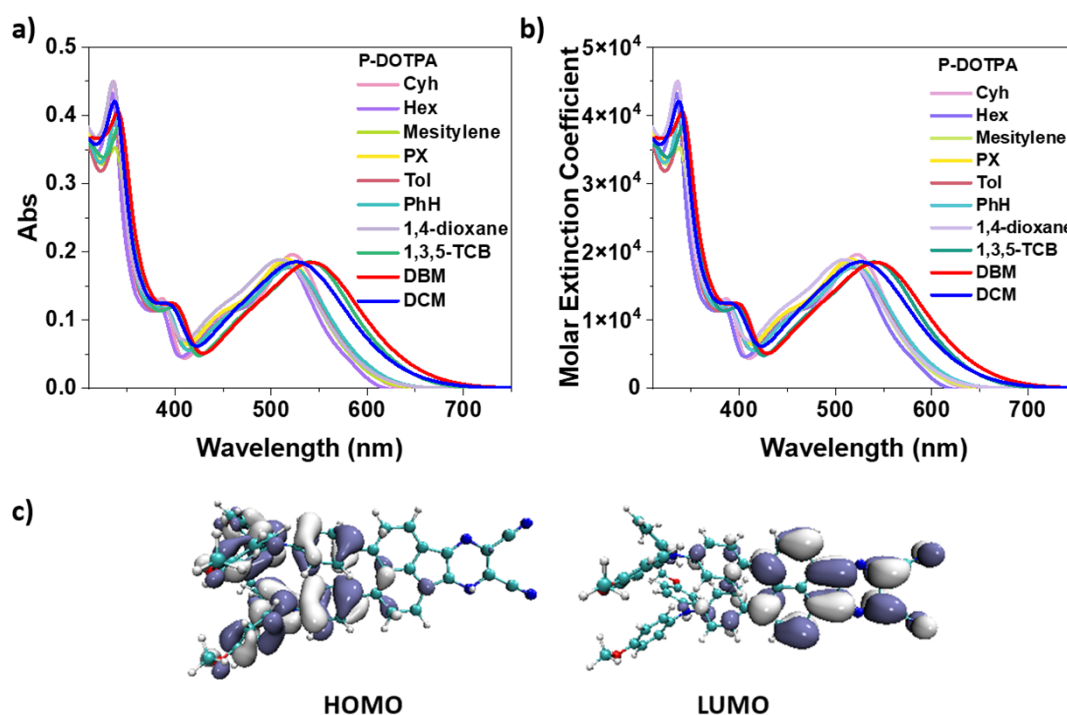 a)
Abs
0.5
0.4
0.3
0.2
0.1
0.0
400
500
600
700
Wavelength (nm)
P-DOTPA
Cyh
Hex
Mesitylene
PX
Tol
PhH
1,4-dioxane
1,3,5-TCB
DBM
DCM
b)
Molar Extinction Coefficient
5×10⁴
4×10⁴
3×10⁴
2×10⁴
1×10⁴
0
400
500
600
700
Wavelength (nm)
P-DOTPA
Cyh
Hex
Mesitylene
PX
Tol
PhH
1,4-dioxane
1,3,5-TCB
DBM
DCM
c)
HOMO
LUMO